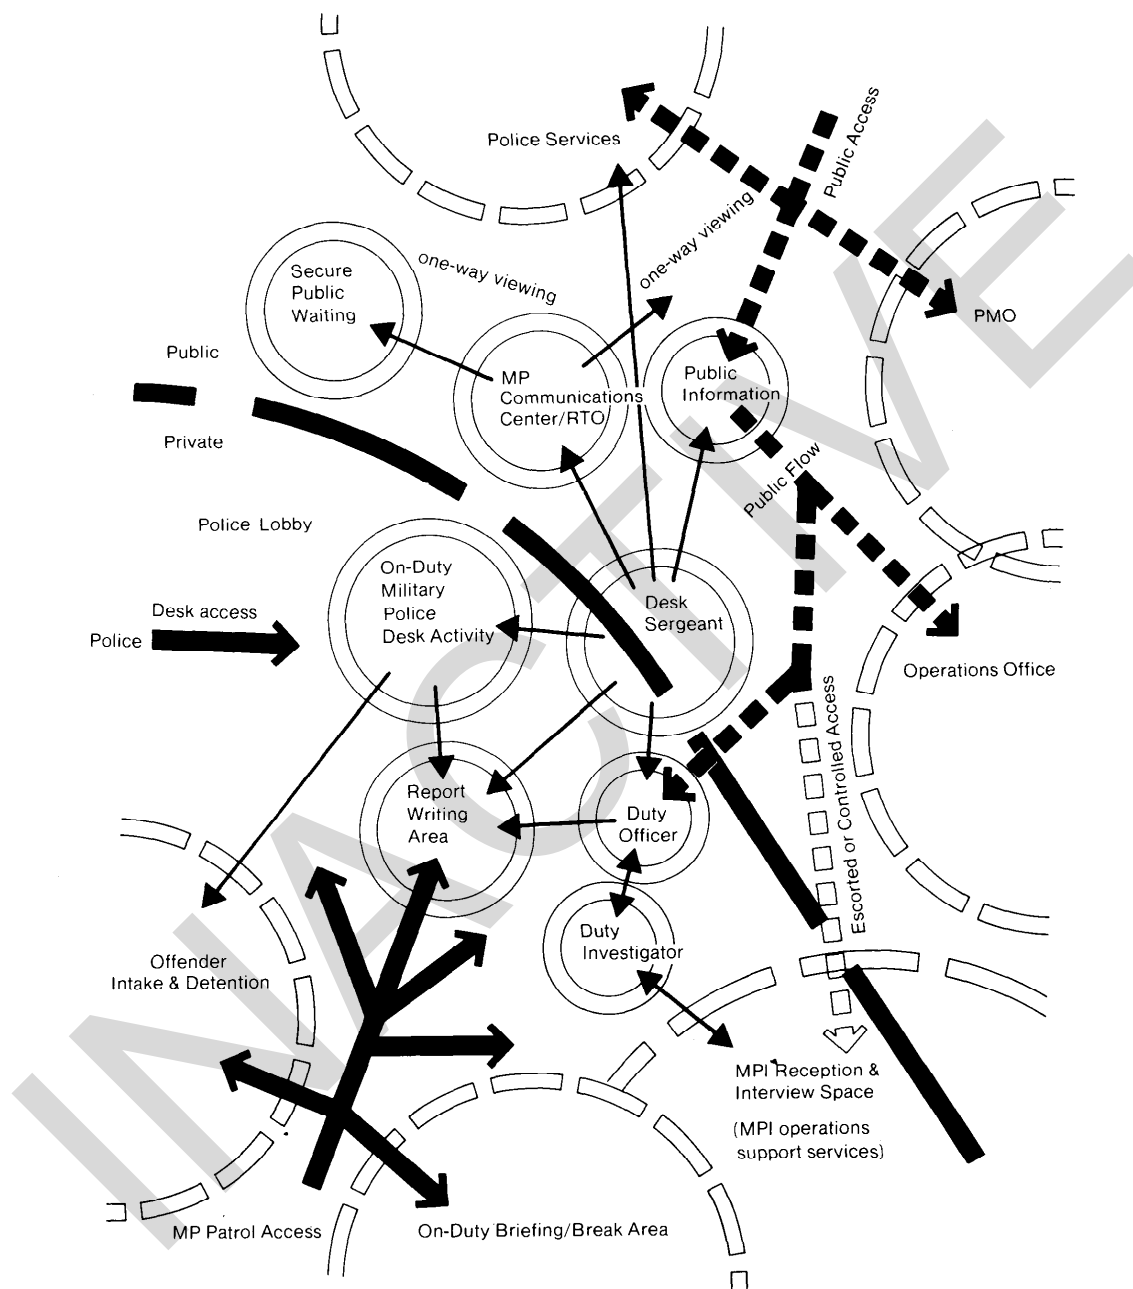 Public Access
Police Services
one-way viewing
one-way viewing
Secure
Public
Waiting
PMO
Public
MP
Communications
Center/RTO
Public
Information
Private
Public Flow
Police Lobby
On-Duty
Military
Police
Desk Activity
Desk
Sergeant
Desk access
Police
Operations Office
Escorted or Controlled Access
Report
Writing
Area
Duty
Officer
Duty
Investigator
Offender
Intake & Detention
MPI Reception &
Interview Space
(MPI operations
support services)
MP Patrol Access
On-Duty Briefing/Break Area
INACTIVE